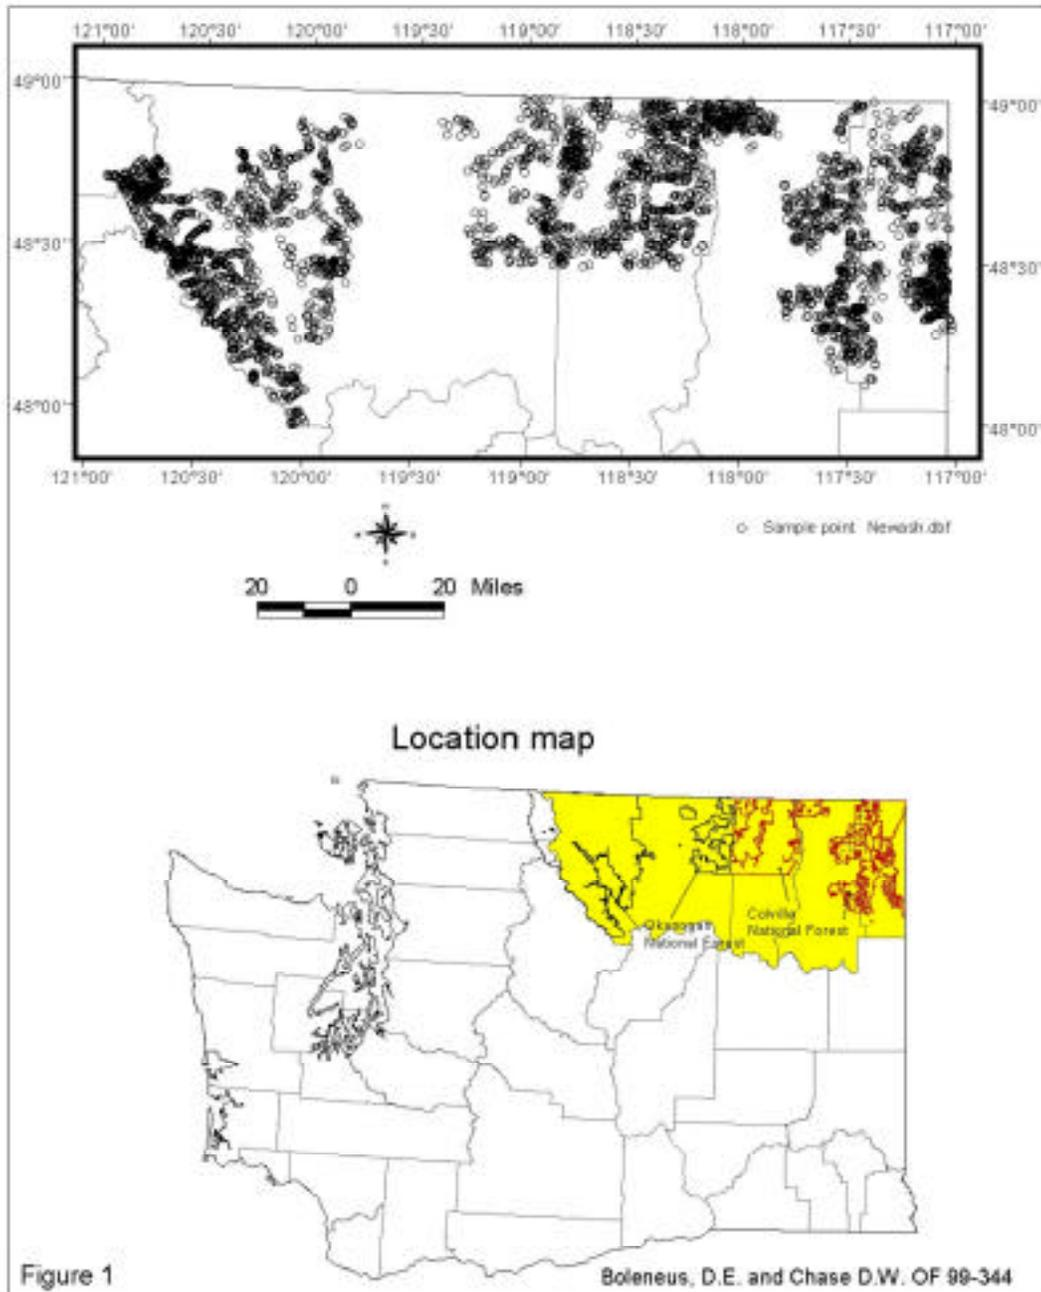 121°00' 120°30' 120°00' 119°30' 119°00' 118°30' 118°00' 117°30' 117°00'
49°00' 49°00'
48°30' 48°30'
48°00' 48°00'
121°00' 120°30' 120°00' 119°30' 119°00' 118°30' 118°00' 117°30' 117°00'
Sample point Newash.dbf
20 0 20 Miles
Location map
Okanogan
National Forest
Colville
National Forest
Figure 1
Boleneus, D.E. and Chase D.W. OF 99-344